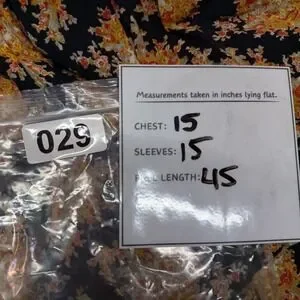 Measurements taken in inches lying flat.
029
CHEST: 15
SLEEVES: 15
LENGTH: 45